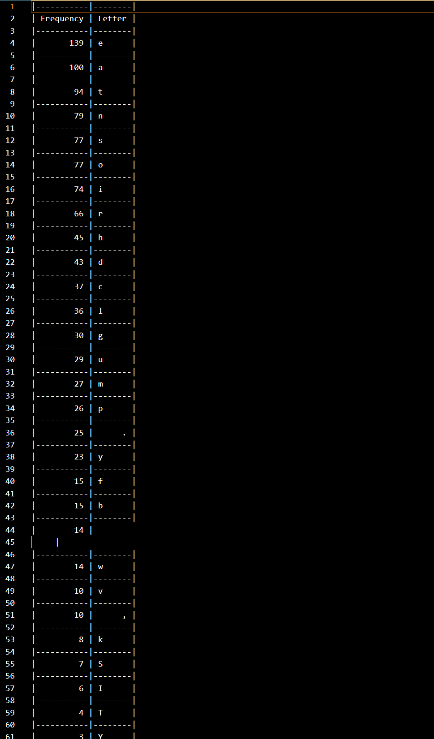 1 |-----------|-------|
2 | Frequency | Letter |
3 |-----------|-------|
4 | 139 | e
5 |-----------|-------|
6 | 100 | a
7 |-----------|-------|
8 | 94 | t
9 |-----------|-------|
10 | 79 | n
11 |-----------|-------|
12 | 77 | s
13 |-----------|-------|
14 | 77 | o
15 |-----------|-------|
16 | 74 | i
17 |-----------|-------|
18 | 66 | r
19 |-----------|-------|
20 | 45 | h
21 |-----------|-------|
22 | 43 | d
23 |-----------|-------|
24 | 37 | c
25 |-----------|-------|
26 | 36 | l
27 |-----------|-------|
28 | 30 | g
29 |-----------|-------|
30 | 29 | u
31 |-----------|-------|
32 | 27 | m
33 |-----------|-------|
34 | 26 | p
35 |-----------|-------|
36 | 25 | .
37 |-----------|-------|
38 | 23 | y
39 |-----------|-------|
40 | 15 | f
41 |-----------|-------|
42 | 15 | b
43 |-----------|-------|
44 | 14 |
45 |
46 |-----------|-------|
47 | 14 | w
48 |-----------|-------|
49 | 10 | v
50 |-----------|-------|
51 | 10 | ,
52 |-----------|-------|
53 | 8 | k
54 |-----------|-------|
55 | 7 | S
56 |-----------|-------|
57 | 6 | I
58 |-----------|-------|
59 | 4 | T
60 |-----------|-------|
61 | 3 | Y